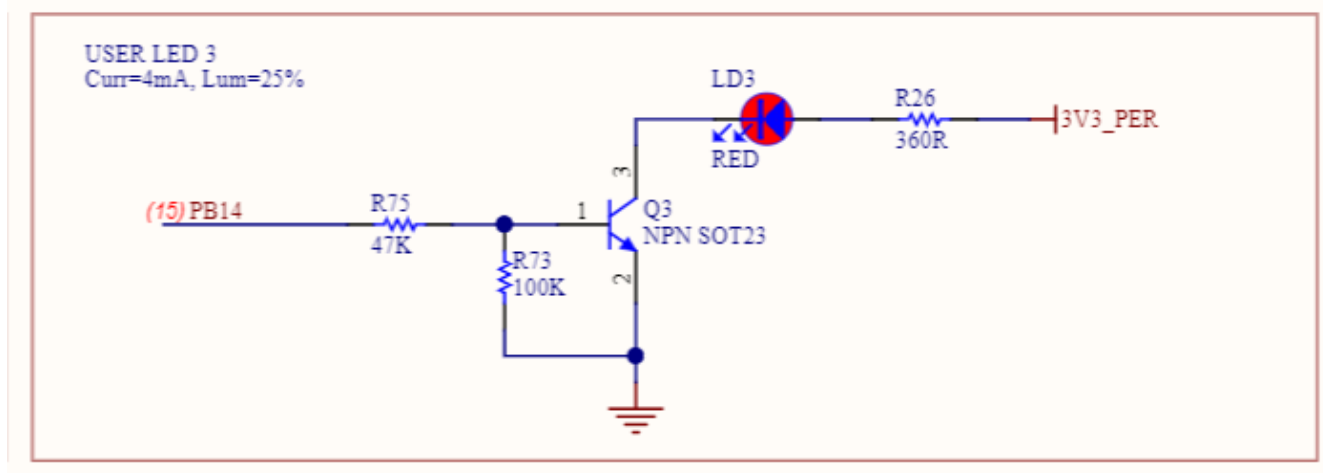 USER LED 3
Curr=4mA, Lum=25%
LD3
RED
R26
360R
3V3_PER
3
(15) PB14
R75
47K
1
Q3
NPN SOT23
R73
100K
2